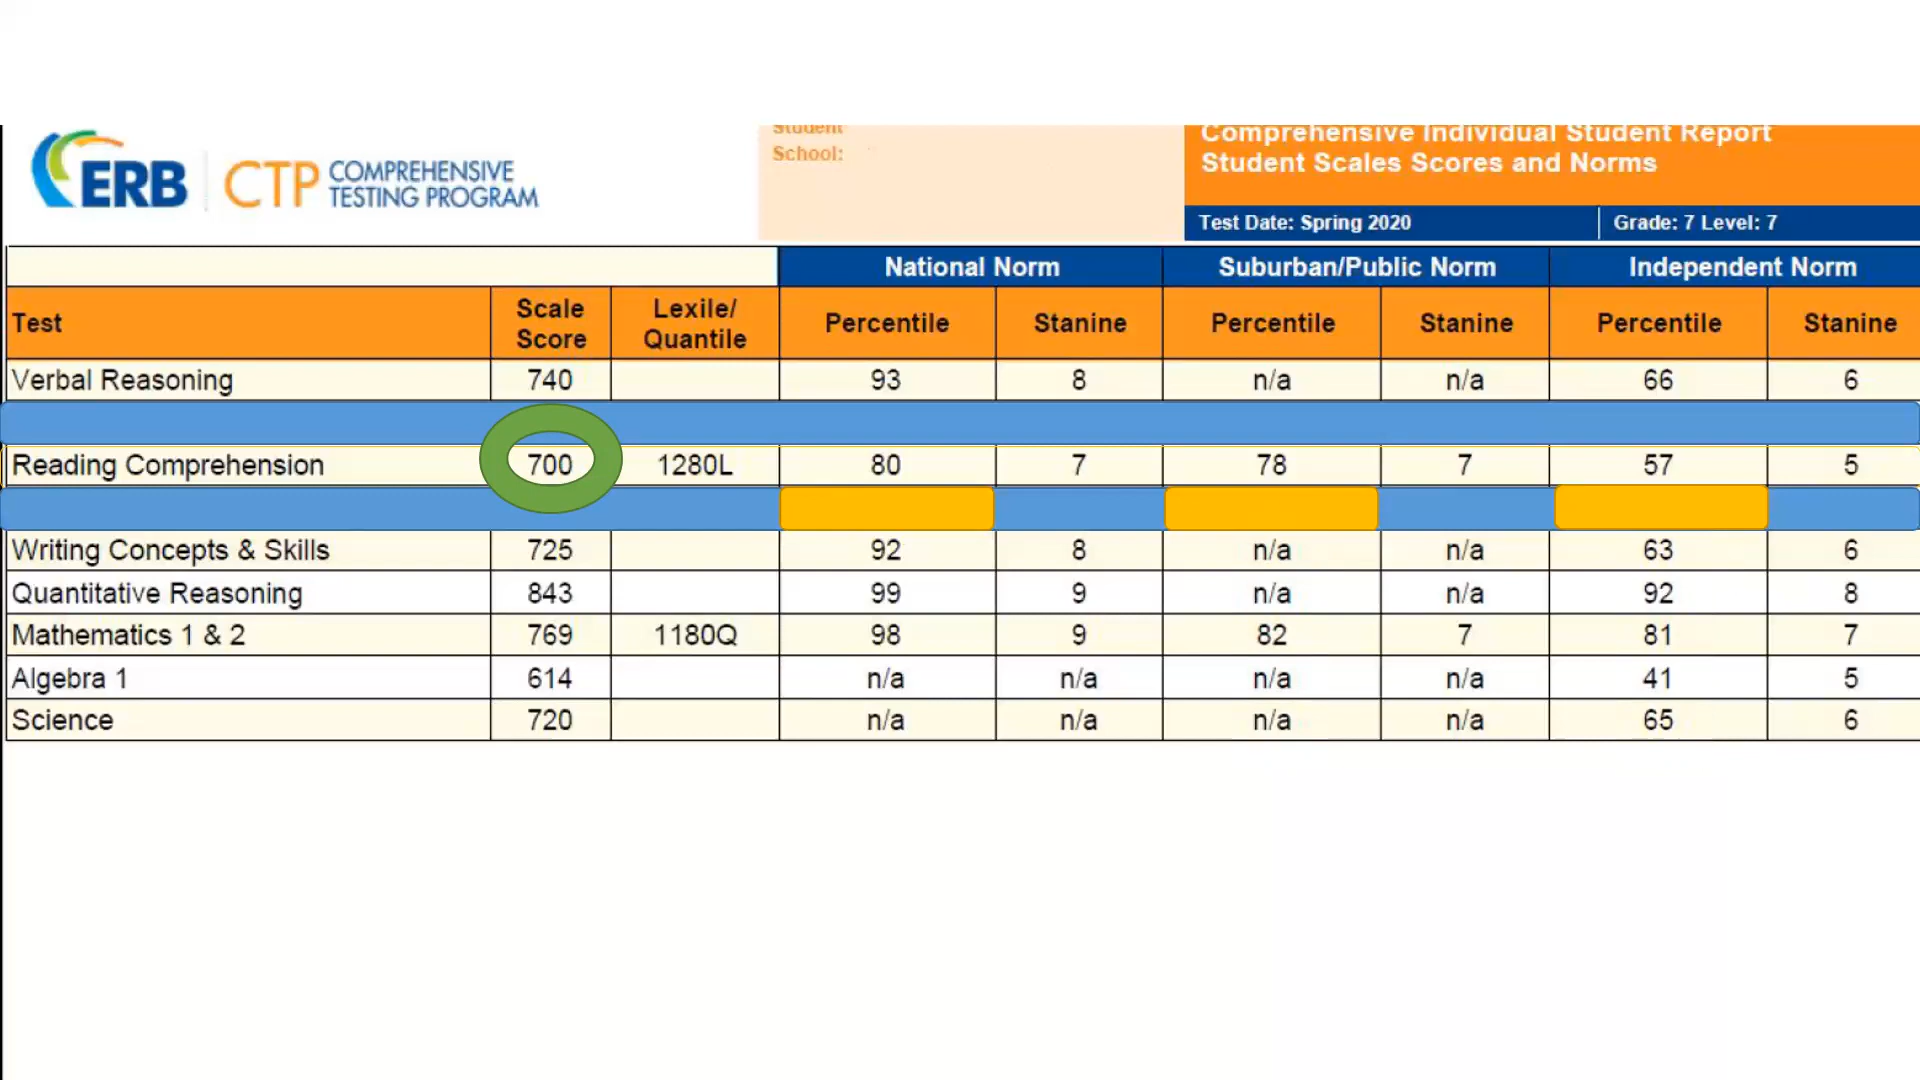 ERB CTP COMPREHENSIVE TESTING PROGRAM
Student
School:
Comprehensive Individual Student Report
Student Scales Scores and Norms
Test Date: Spring 2020 Grade: 7 Level: 7
National Norm Suburban/Public Norm Independent Norm
Test Scale Score Lexile/Quantile Percentile Stanine Percentile Stanine Percentile Stanine
Verbal Reasoning 740 93 8 n/a n/a 66 6
Reading Comprehension 700 1280L 80 7 78 7 57 5
Writing Concepts & Skills 725 92 8 n/a n/a 63 6
Quantitative Reasoning 843 99 9 n/a n/a 92 8
Mathematics 1 & 2 769 1180Q 98 9 82 7 81 7
Algebra 1 614 n/a n/a n/a n/a 41 5
Science 720 n/a n/a n/a n/a 65 6